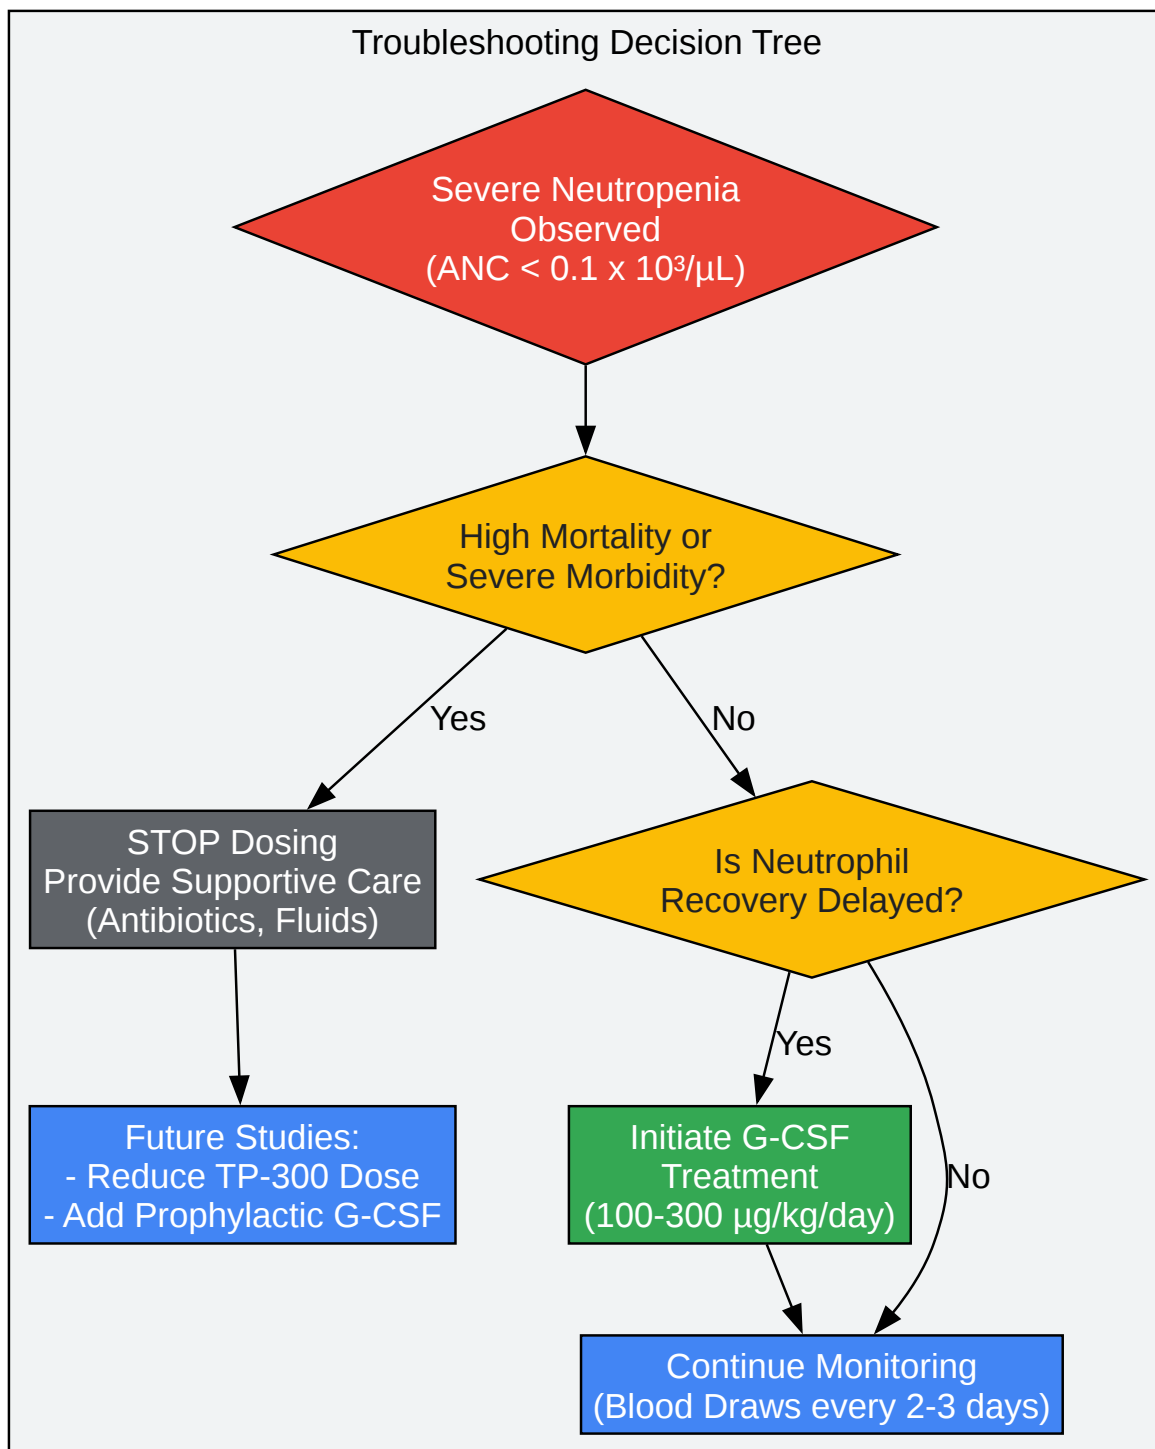 Troubleshooting Decision Tree
Severe Neutropenia
Observed
(ANC < 0.1 x 10³/µL)
High Mortality or
Severe Morbidity?
Yes
No
STOP Dosing
Provide Supportive Care
(Antibiotics, Fluids)
Is Neutrophil
Recovery Delayed?
Yes
No
Future Studies:
- Reduce TP-300 Dose
- Add Prophylactic G-CSF
Initiate G-CSF
Treatment
(100-300 µg/kg/day)
Continue Monitoring
(Blood Draws every 2-3 days)